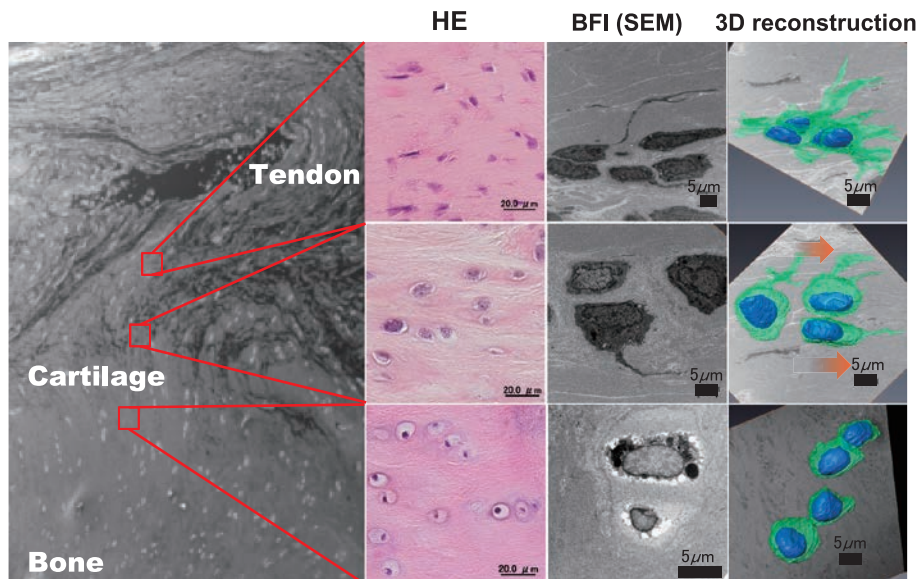 HE BFI (SEM) 3D reconstruction
Tendon
20.0 μm
5μm
5μm
Cartilage
20.0 μm
5μm
5μm
5μm
Bone
20.0 μm
5μm
5μm